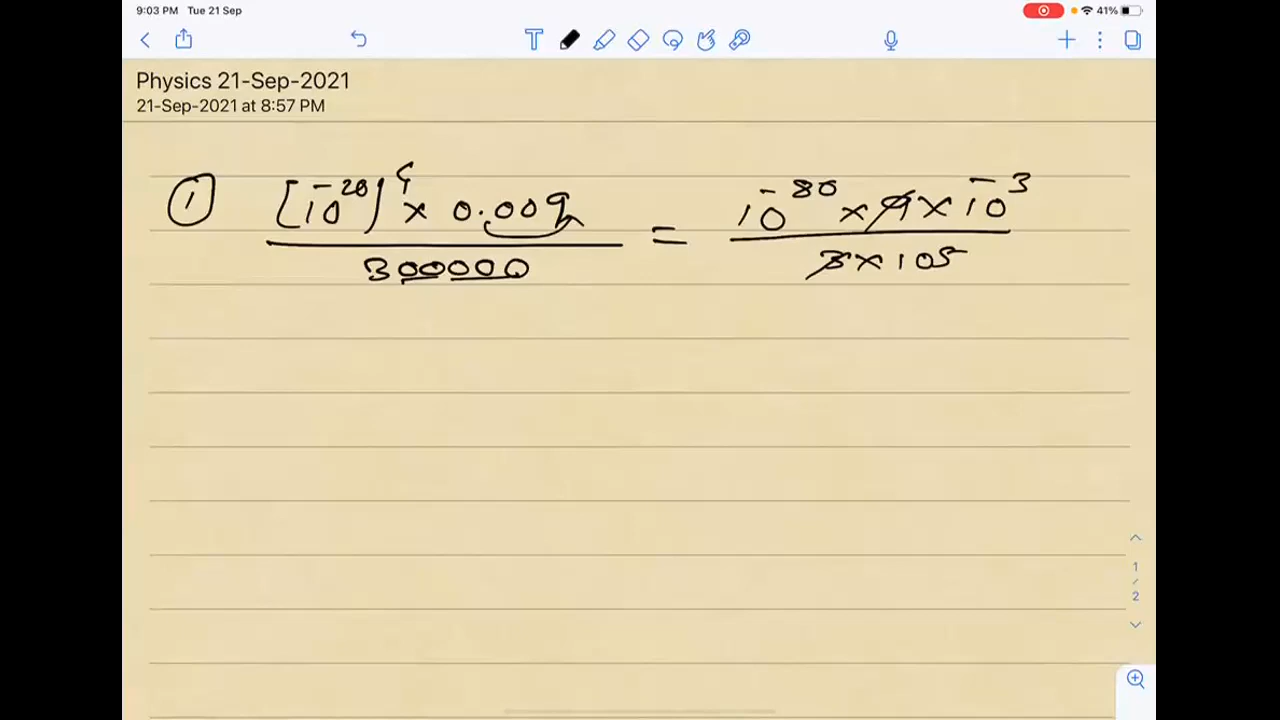 9:03 PM Tue 21 Sep 41%
T
Physics 21-Sep-2021
21-Sep-2021 at 8:57 PM
① [10⁻²⁰]⁴ × 0.009 / 300000 = 10⁻⁸⁰ × 9 × 10⁻³ / 3 × 10⁵
1
/
2